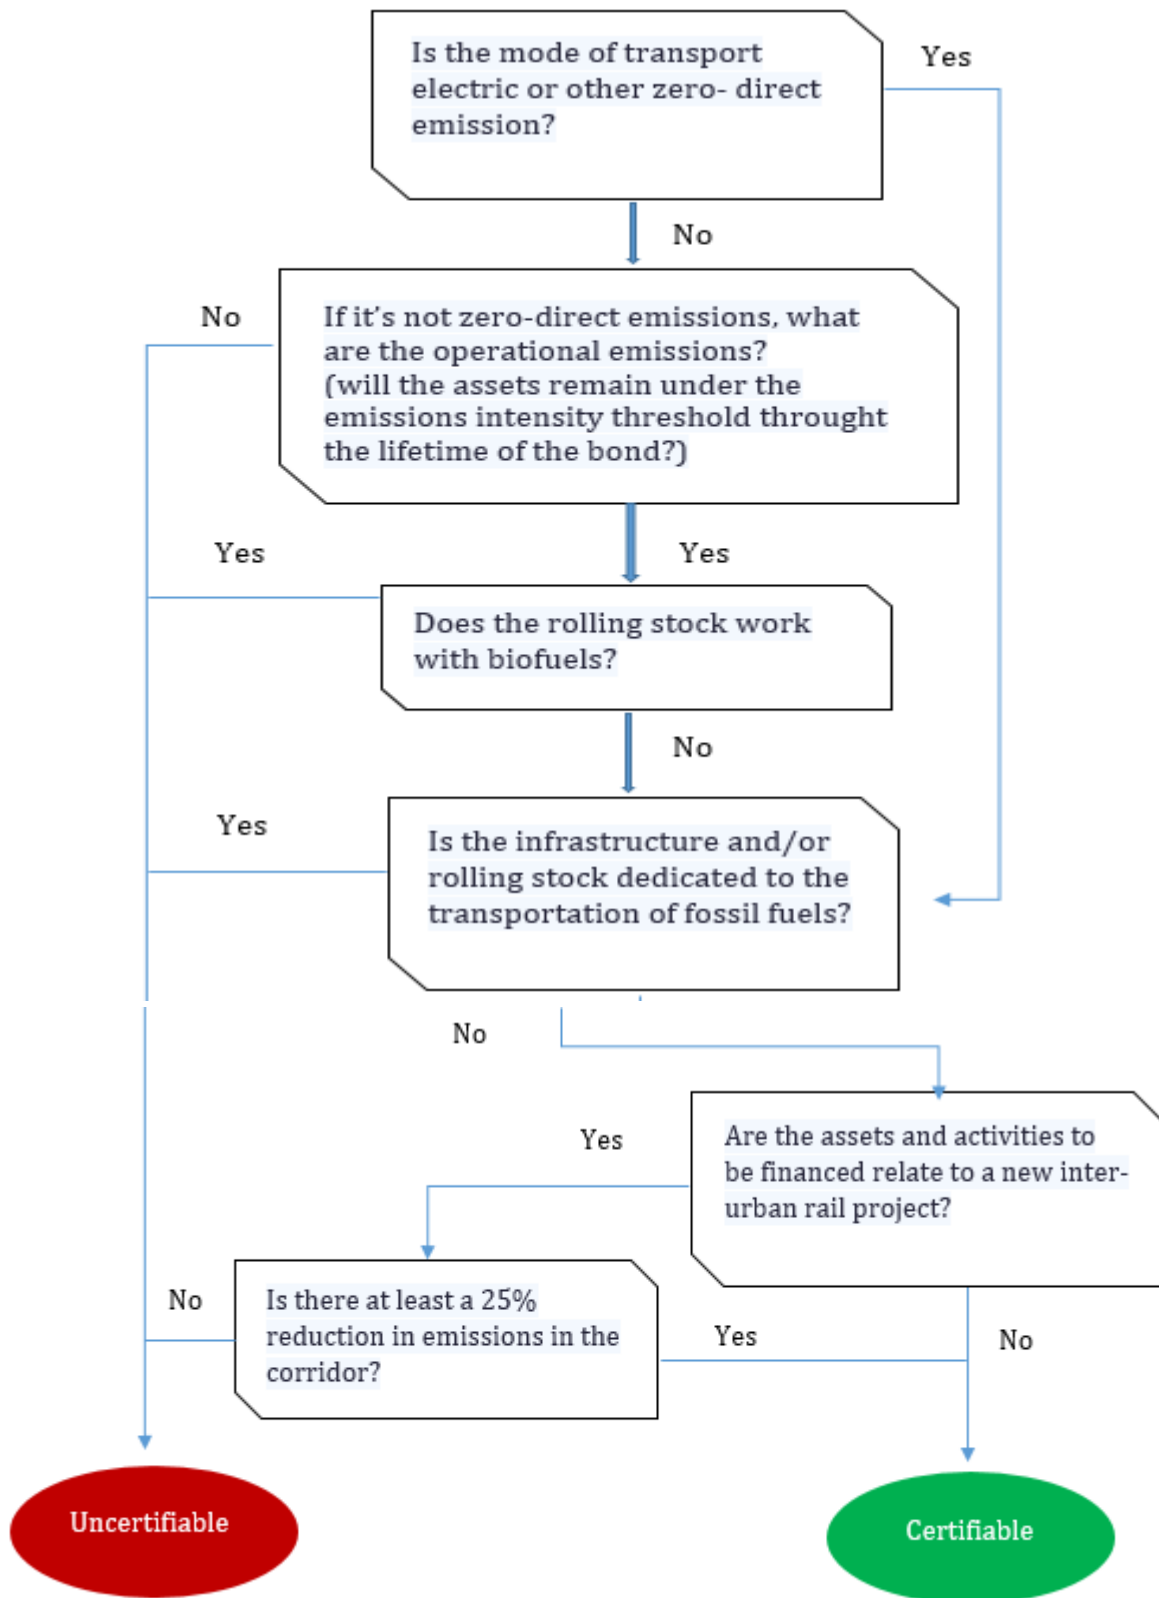 Is the mode of transport
electric or other zero- direct
emission?
Yes
No
If it’s not zero-direct emissions, what
are the operational emissions?
(will the assets remain under the
emissions intensity threshold throught
the lifetime of the bond?)
No
Yes
Yes
Does the rolling stock work
with biofuels?
No
Yes
Is the infrastructure and/or
rolling stock dedicated to the
transportation of fossil fuels?
No
Are the assets and activities to
be financed relate to a new inter-
urban rail project?
Yes
No
Is there at least a 25%
reduction in emissions in the
corridor?
No
Yes
Uncertifiable
Certifiable